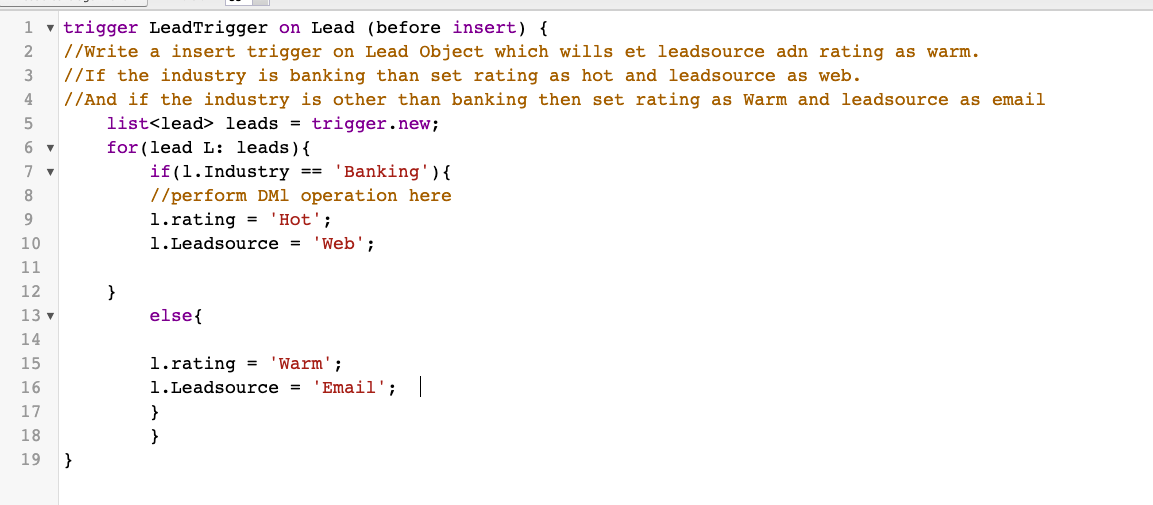 1 trigger LeadTrigger on Lead (before insert) {
2 //Write a insert trigger on Lead Object which wills et leadsource adn rating as warm.
3 //If the industry is banking than set rating as hot and leadsource as web.
4 //And if the industry is other than banking then set rating as Warm and leadsource as email
5     list<lead> leads = trigger.new;
6     for(lead L: leads){
7         if(l.Industry == 'Banking'){
8         //perform DMl operation here
9         l.rating = 'Hot';
10         l.Leadsource = 'Web';
11
12     }
13         else{
14
15         l.rating = 'Warm';
16         l.Leadsource = 'Email';
17         }
18         }
19 }